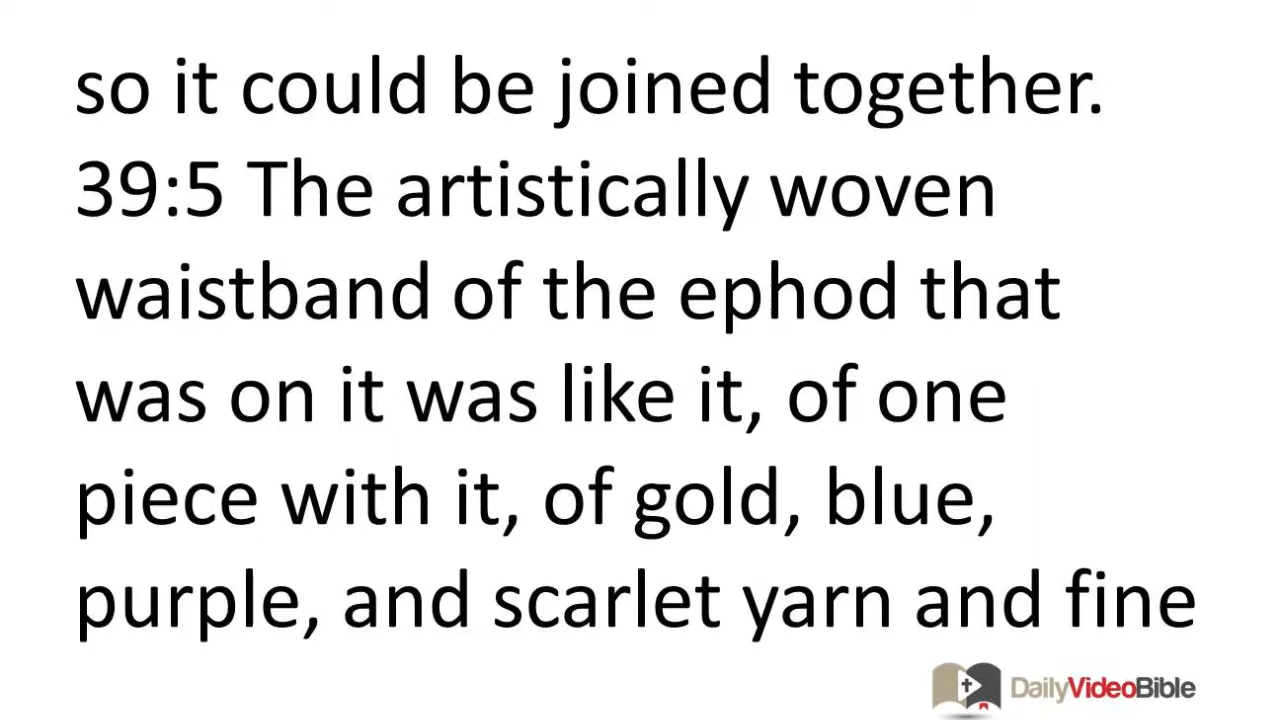 so it could be joined together.
39:5 The artistically woven
waistband of the ephod that
was on it was like it, of one
piece with it, of gold, blue,
purple, and scarlet yarn and fine
DailyVideoBible